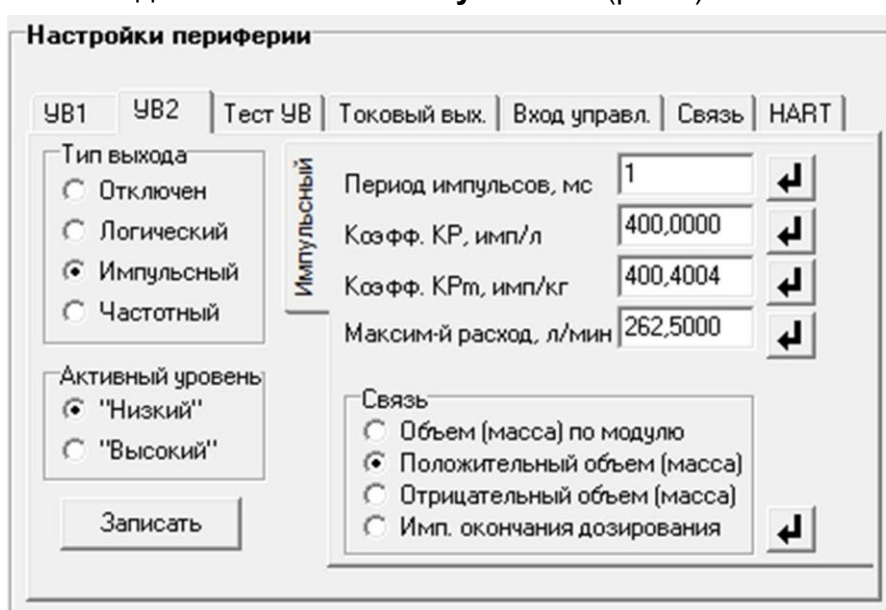 Настройки периферии
УВ1 УВ2 Тест УВ Токовый вых. Вход управл. Связь HART
Тип выхода
Отключен
Логический
Импульсный
Частотный
Активный уровень
"Низкий"
"Высокий"
Записать
Импульсный
Период импульсов, мс 1
Коэфф. КР, имп/л 400,0000
Коэфф. КРm, имп/кг 400,4004
Максим-й расход, л/мин 262,5000
Связь
Объем (масса) по модулю
Положительный объем (масса)
Отрицательный объем (масса)
Имп. окончания дозирования